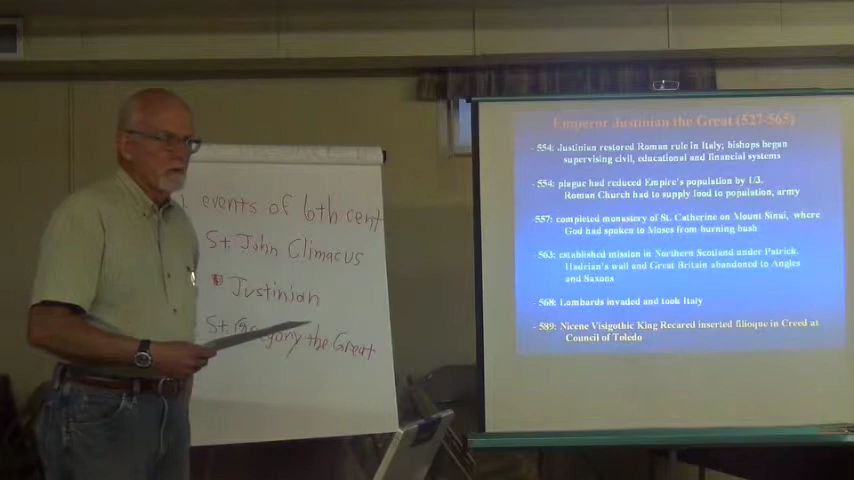 events of 6th cent
St John Climacus
Justinian
St. Gregory the Great
Emperor Justinian the Great (527-565)
- 554: Justinian restored Roman rule in Italy; bishops began
supervising civil, educational and financial systems
- 554: plague had reduced Empire's population by 1/3.
Roman Church had to supply food to population, army
- 557: completed monastery of St. Catherine on Mount Sinai, where
God had spoken to Moses from burning bush
- 563: established mission in Northern Scotland under Patrick.
Hadrian's wall and Great Britain abandoned to Angles
and Saxons
- 568: Lombards invaded and took Italy
- 589: Nicene Visigothic King Recared inserted filioque in Creed at
Council of Toledo